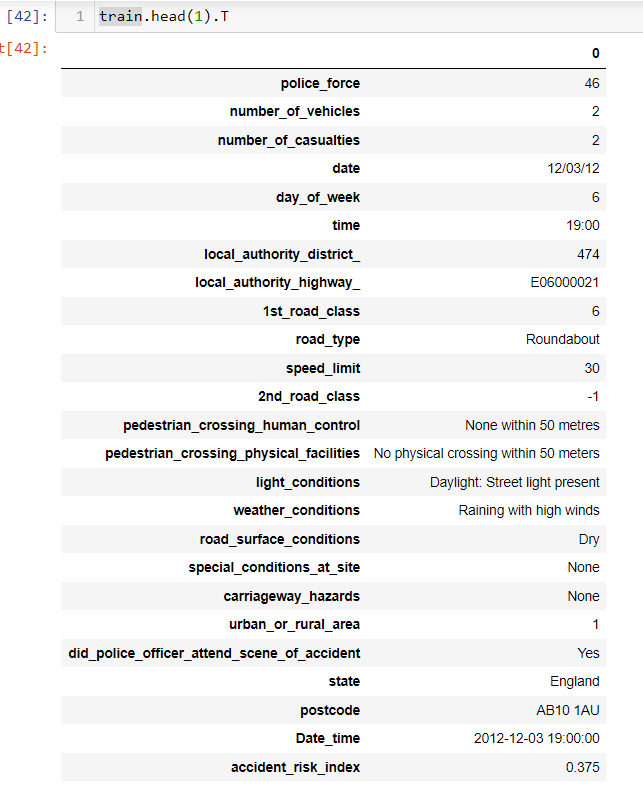 [42]: 1 train.head(1).T
t[42]:
0
police_force 46
number_of_vehicles 2
number_of_casualties 2
date 12/03/12
day_of_week 6
time 19:00
local_authority_district_ 474
local_authority_highway_ E06000021
1st_road_class 6
road_type Roundabout
speed_limit 30
2nd_road_class -1
pedestrian_crossing_human_control None within 50 metres
pedestrian_crossing_physical_facilities No physical crossing within 50 meters
light_conditions Daylight: Street light present
weather_conditions Raining with high winds
road_surface_conditions Dry
special_conditions_at_site None
carriageway_hazards None
urban_or_rural_area 1
did_police_officer_attend_scene_of_accident Yes
state England
postcode AB10 1AU
Date_time 2012-12-03 19:00:00
accident_risk_index 0.375